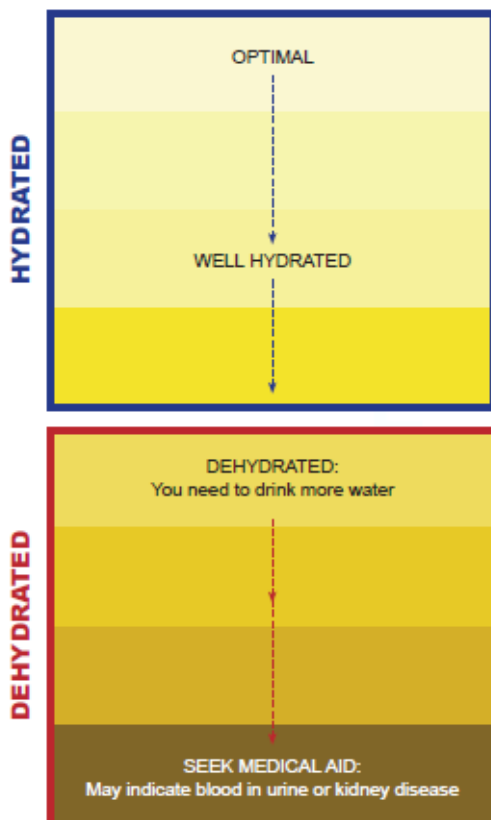 HYDRATED
OPTIMAL
WELL HYDRATED
DEHYDRATED
DEHYDRATED:
You need to drink more water
SEEK MEDICAL AID:
May indicate blood in urine or kidney disease